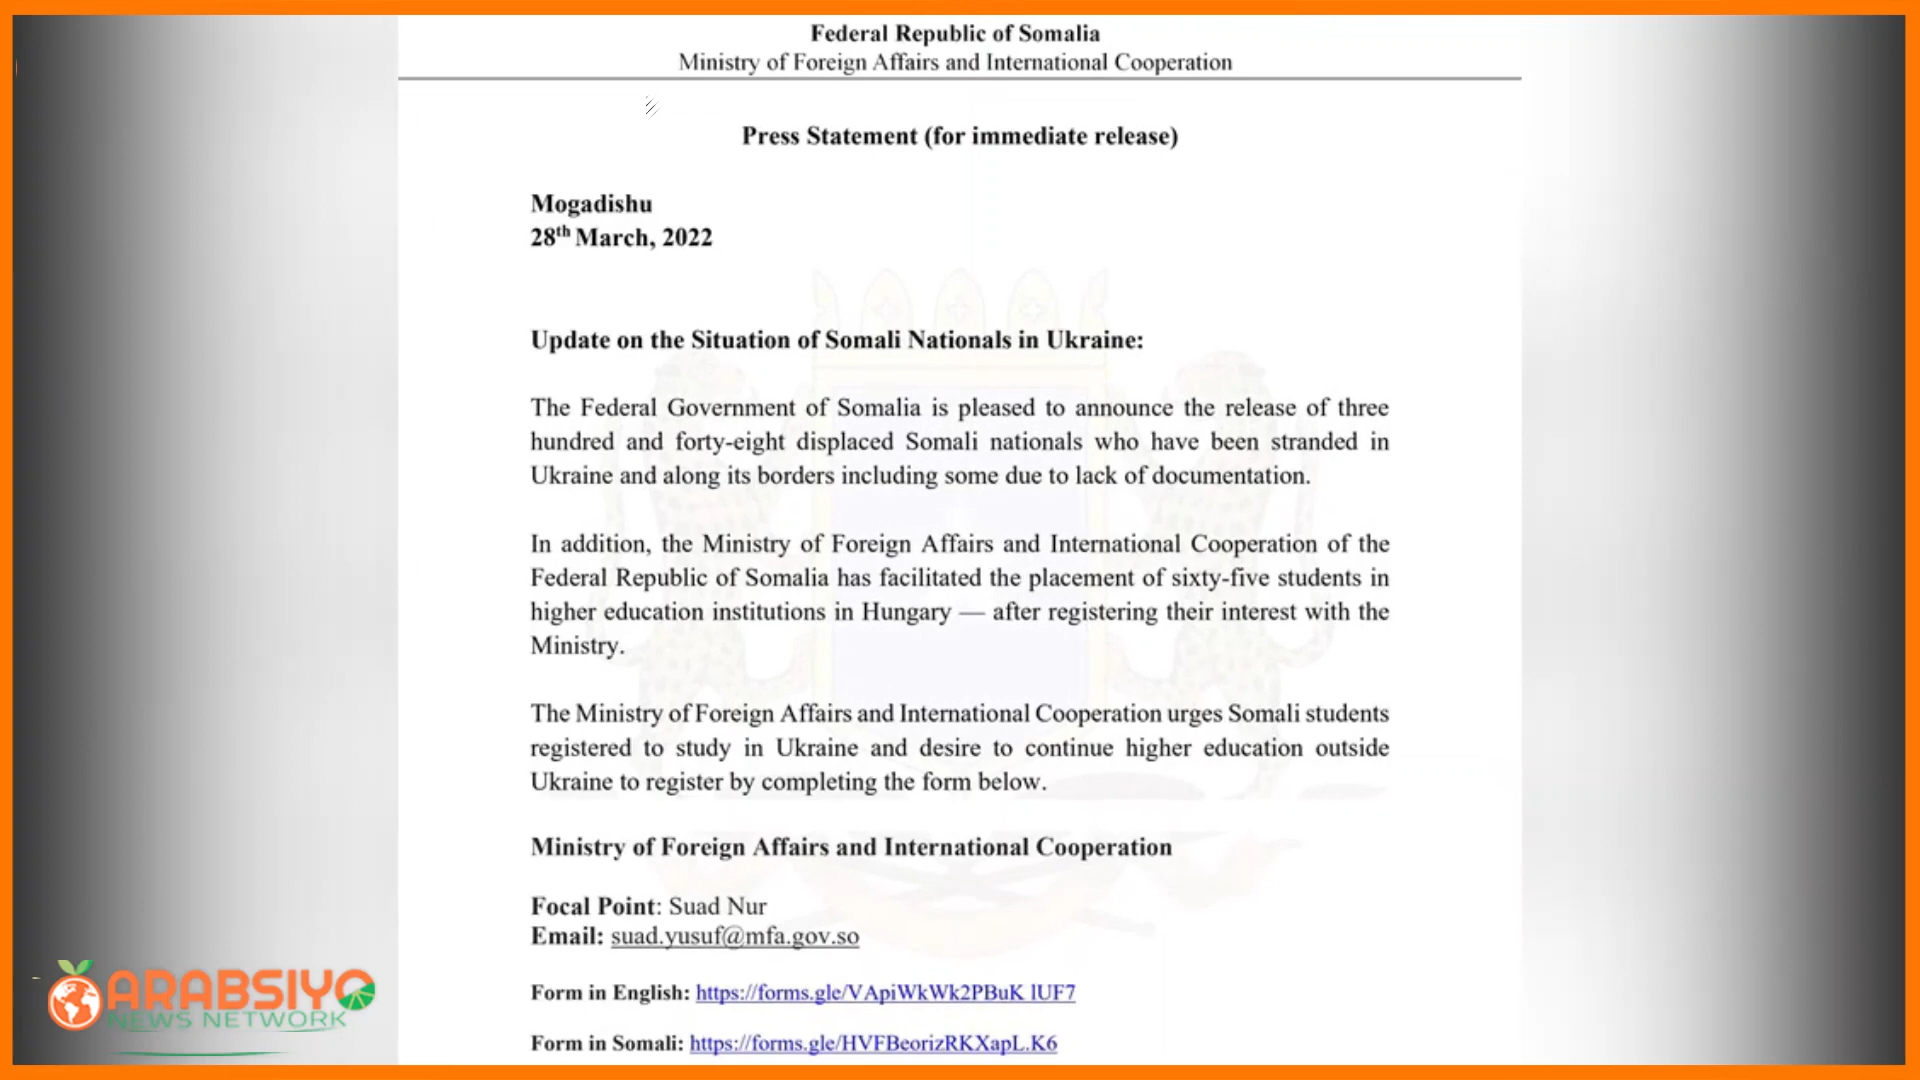 Federal Republic of Somalia
Ministry of Foreign Affairs and International Cooperation
Press Statement (for immediate release)
Mogadishu
28th March, 2022
Update on the Situation of Somali Nationals in Ukraine:
The Federal Government of Somalia is pleased to announce the release of three
hundred and forty-eight displaced Somali nationals who have been stranded in
Ukraine and along its borders including some due to lack of documentation.
In addition, the Ministry of Foreign Affairs and International Cooperation of the
Federal Republic of Somalia has facilitated the placement of sixty-five students in
higher education institutions in Hungary — after registering their interest with the
Ministry.
The Ministry of Foreign Affairs and International Cooperation urges Somali students
registered to study in Ukraine and desire to continue higher education outside
Ukraine to register by completing the form below.
Ministry of Foreign Affairs and International Cooperation
Focal Point: Suad Nur
Email: suad.yusuf@mfa.gov.so
Form in English: https://forms.gle/VApiWkWk2PBuK lUF7
Form in Somali: https://forms.gle/HVFBeorizRKXapL.K6
ARABSIYO
NEWS NETWORK